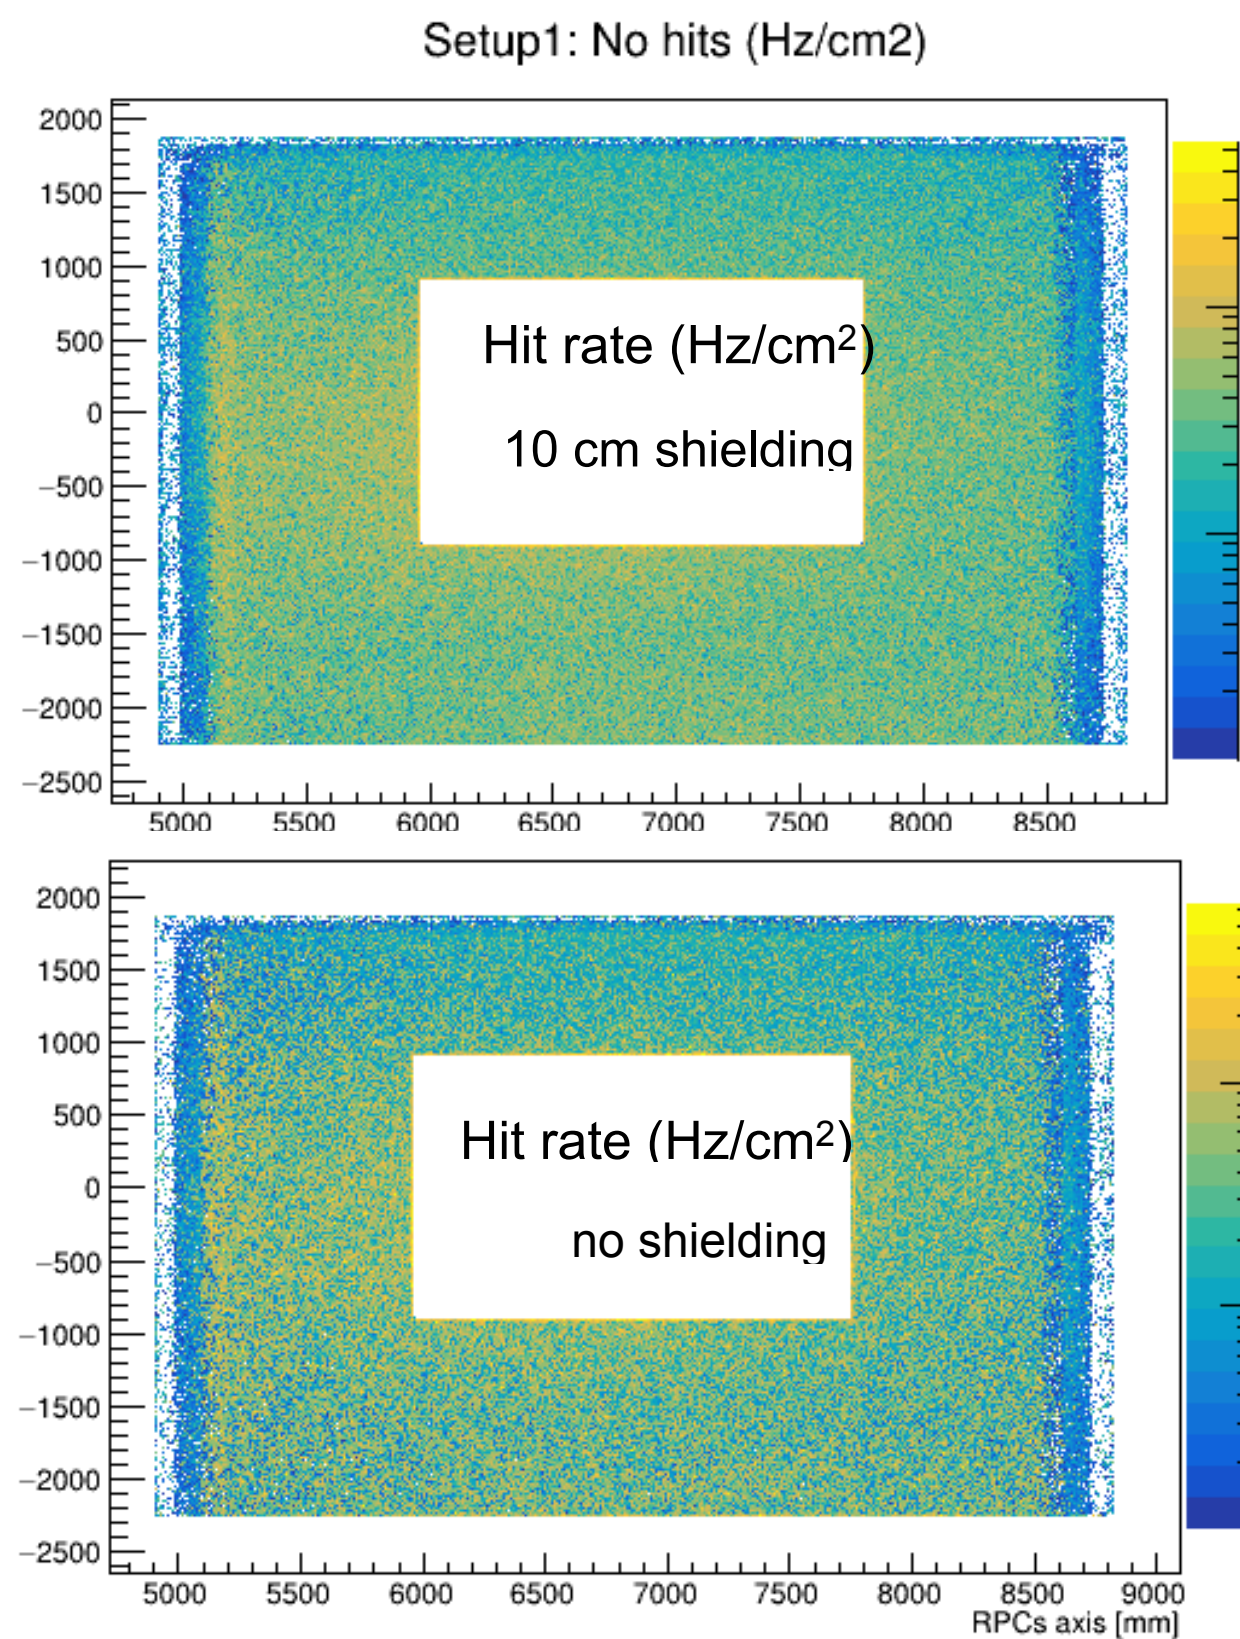 Setup1: No hits (Hz/cm2)
2000
1500
1000
500
0
−500
−1000
−1500
−2000
−2500
Hit rate (Hz/cm²)
10 cm shielding
5000 5500 6000 6500 7000 7500 8000 8500
2000
1500
1000
500
0
−500
−1000
−1500
−2000
−2500
Hit rate (Hz/cm²)
no shielding
5000 5500 6000 6500 7000 7500 8000 8500 9000
RPCs axis [mm]